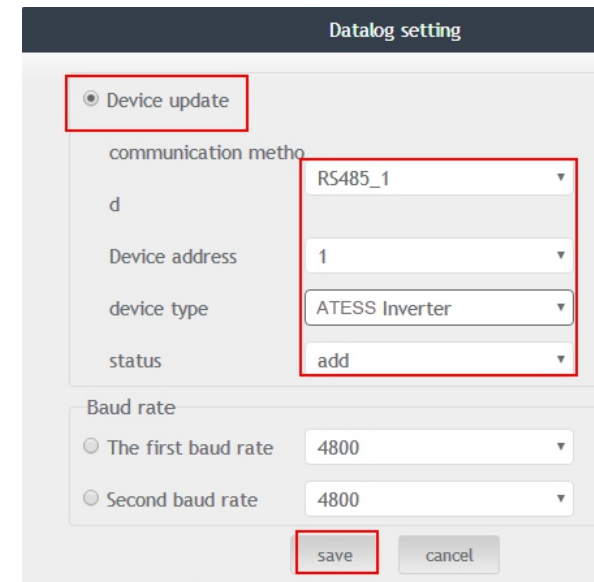 Datalog setting
Device update
communication metho
d
RS485_1
Device address 1
device type ATESS Inverter
status add
Baud rate
The first baud rate 4800
Second baud rate 4800
save cancel